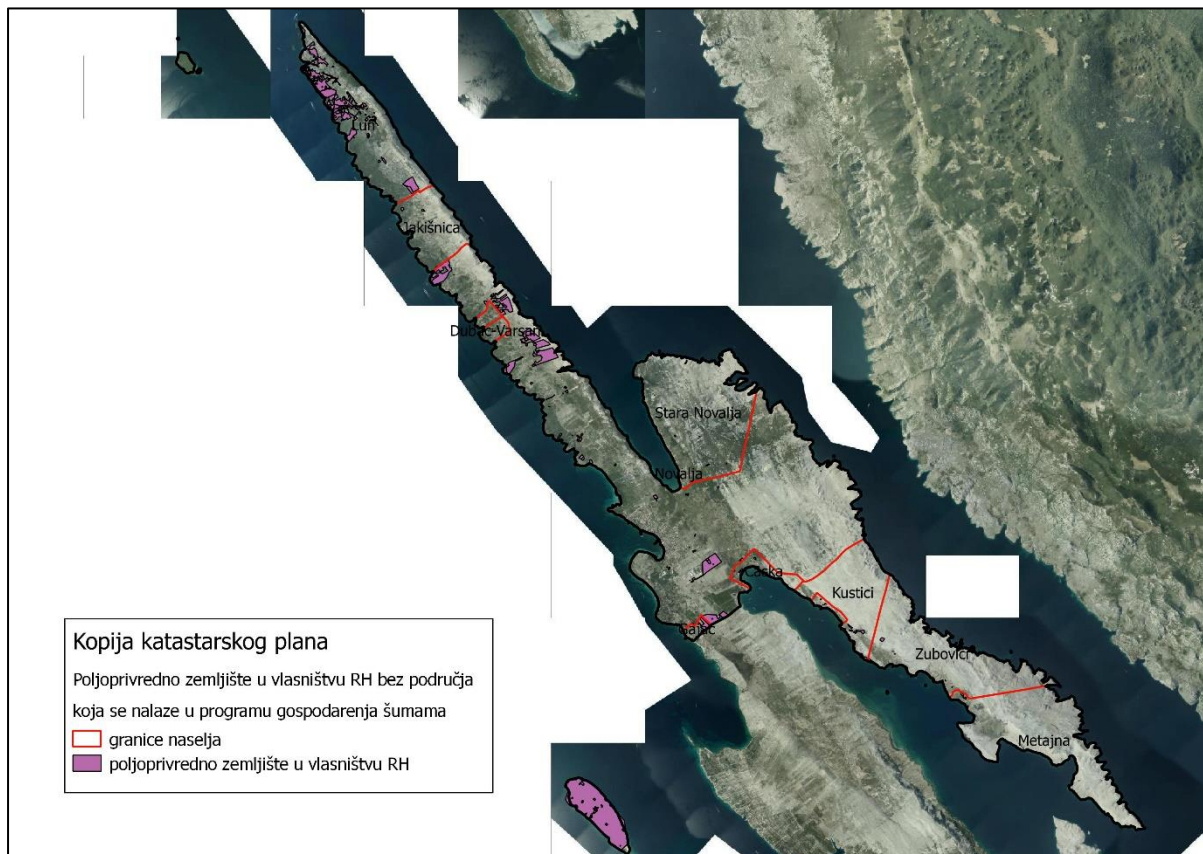 Lun
Jakišnica
Dubac-Varsan
Stara Novalja
Novalja
Caska
Kustici
Gajac
Zubovici
Metajna
Kopija katastarskog plana
Poljoprivredno zemljište u vlasništvu RH bez područja
koja se nalaze u programu gospodarenja šumama
granice naselja
poljoprivredno zemljište u vlasništvu RH